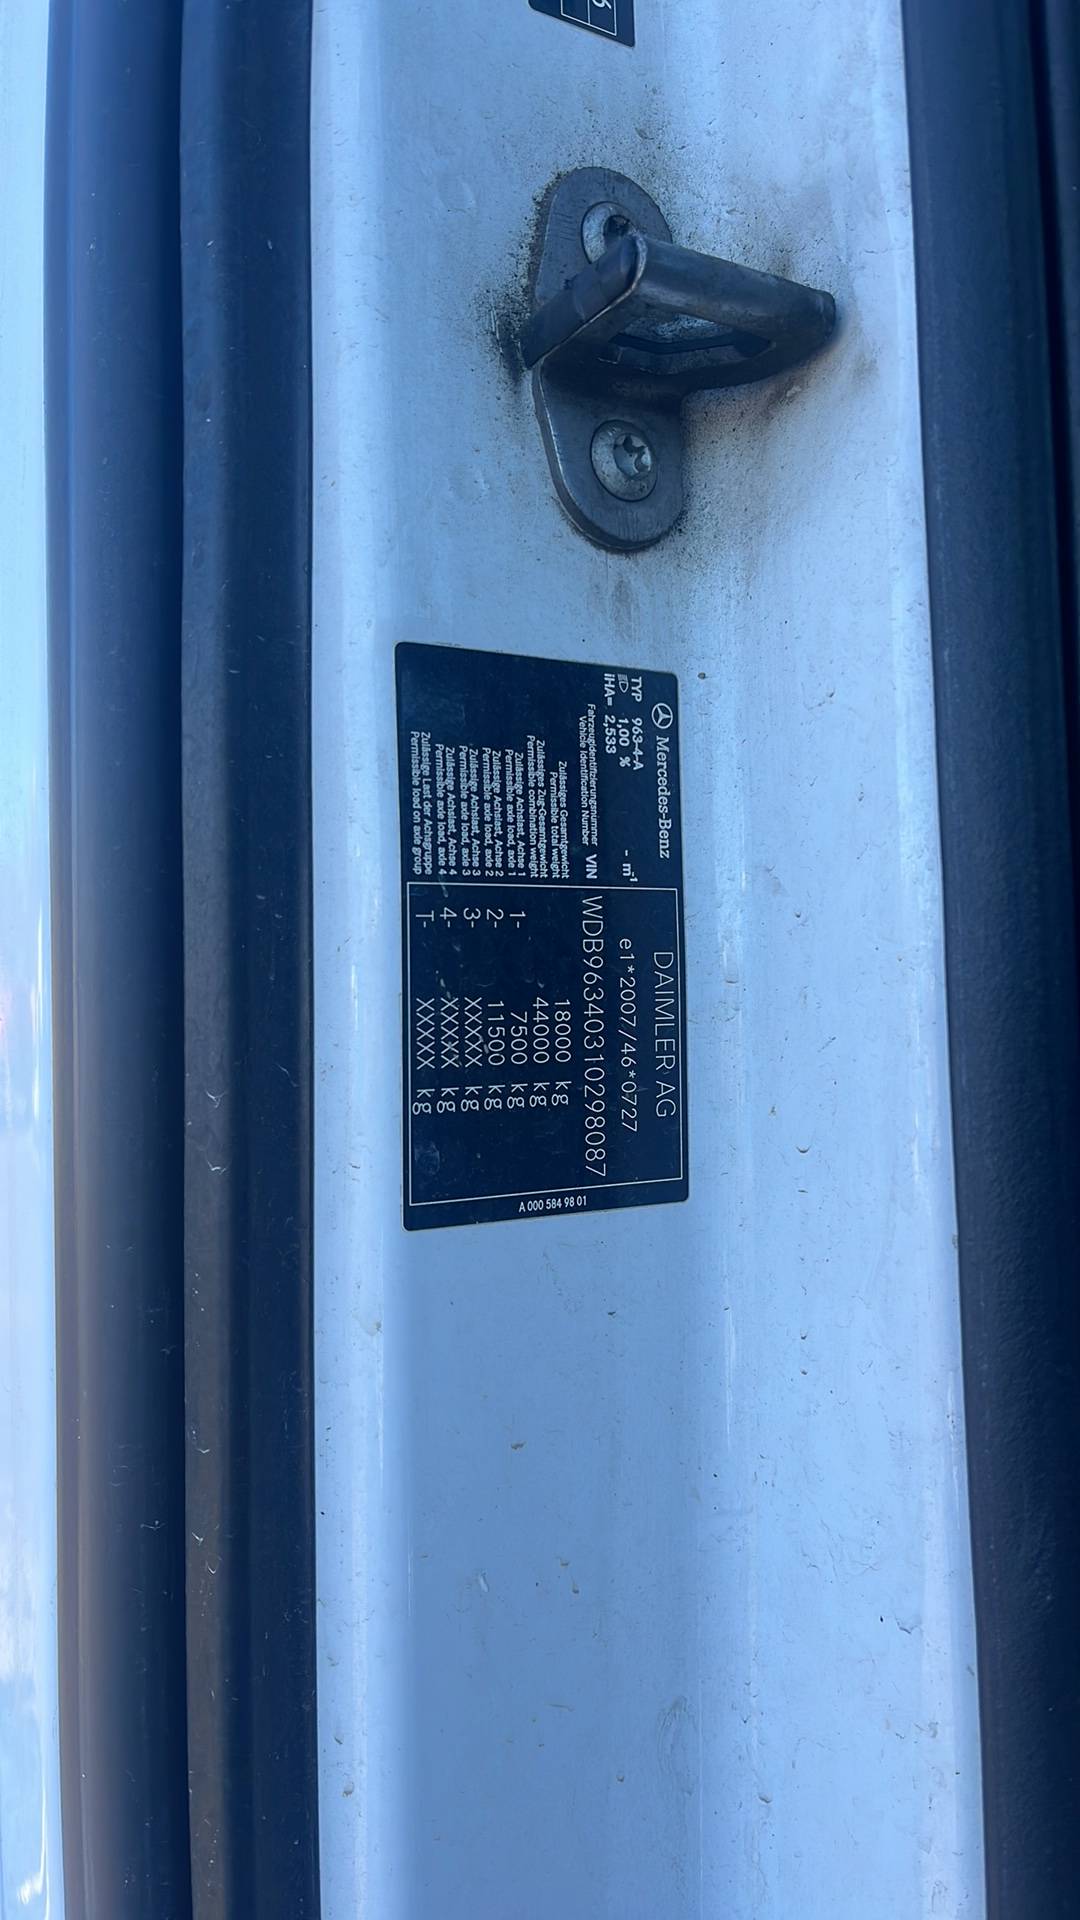 6
Mercedes-Benz
DAIMLER AG
TYP 963-4-A
1,00 % - m-1
e1*2007/46*0727
iHA= 2,533
Fahrzeugidentifizierungsnummer
Vehicle Identification Number VIN WDB9634031029​8087
Zulässiges Gesamtgewicht
Permissible total weight 18000 kg
Zulässiges Zug-Gesamtgewicht
Permissible combination weight 44000 kg
Zulässige Achslast, Achse 1
Permissible axle load, axle 1 1- 7500 kg
Zulässige Achslast, Achse 2
Permissible axle load, axle 2 2- 11500 kg
Zulässige Achslast, Achse 3
Permissible axle load, axle 3 3- XXXXX kg
Zulässige Achslast, Achse 4
Permissible axle load, axle 4 4- XXXXX kg
Zulässige Last der Achsgruppe
Permissible load on axle group T- XXXXX kg
A 000 584 98 01